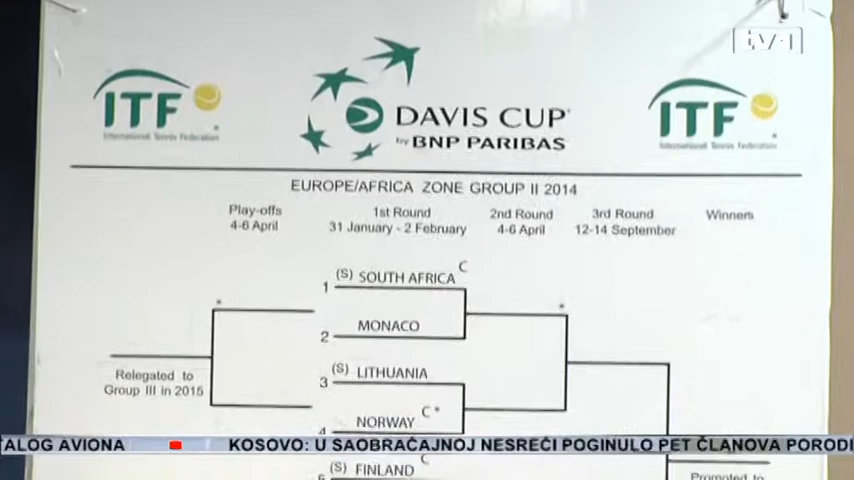 tv1
ITF
International Tennis Federation
DAVIS CUP
by BNP PARIBAS
ITF
International Tennis Federation
EUROPE/AFRICA ZONE GROUP II 2014
Play-offs
4-6 April
1st Round
31 January - 2 February
2nd Round
4-6 April
3rd Round
12-14 September
Winners
1 (S) SOUTH AFRICA C
2 MONACO
3 (S) LITHUANIA
4 NORWAY C *
(S) FINLAND C
Relegated to
Group III in 2015
Promoted to
ALOG AVIONA
KOSOVO: U SAOBRAĆAJNOJ NESREĆI POGINULO PET ČLANOVA PORODI